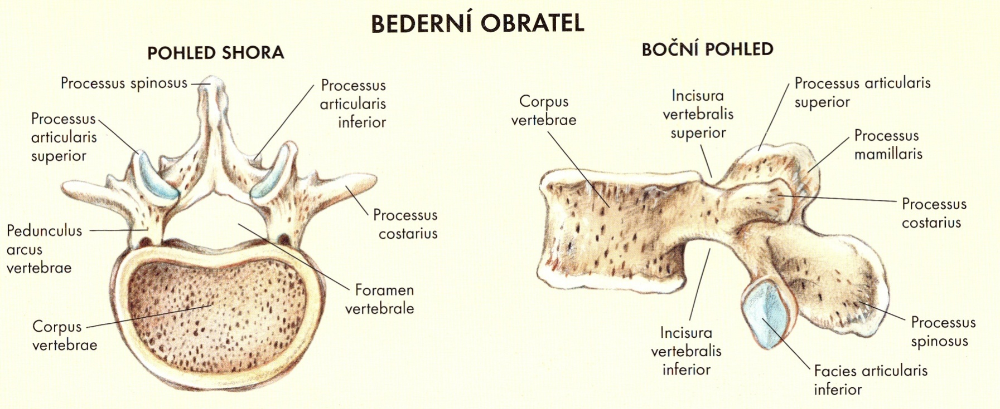 BEDERNÍ OBRATEL
POHLED SHORA
Processus spinosus
Processus
articularis
superior
Pedunculus
arcus
vertebrae
Corpus
vertebrae
Processus
articularis
inferior
Processus
costarius
Foramen
vertebrale
BOČNÍ POHLED
Corpus
vertebrae
Incisura
vertebralis
superior
Processus articularis
superior
Processus
mamillaris
Processus
costarius
Processus
spinosus
Facies articularis
inferior
Incisura
vertebralis
inferior